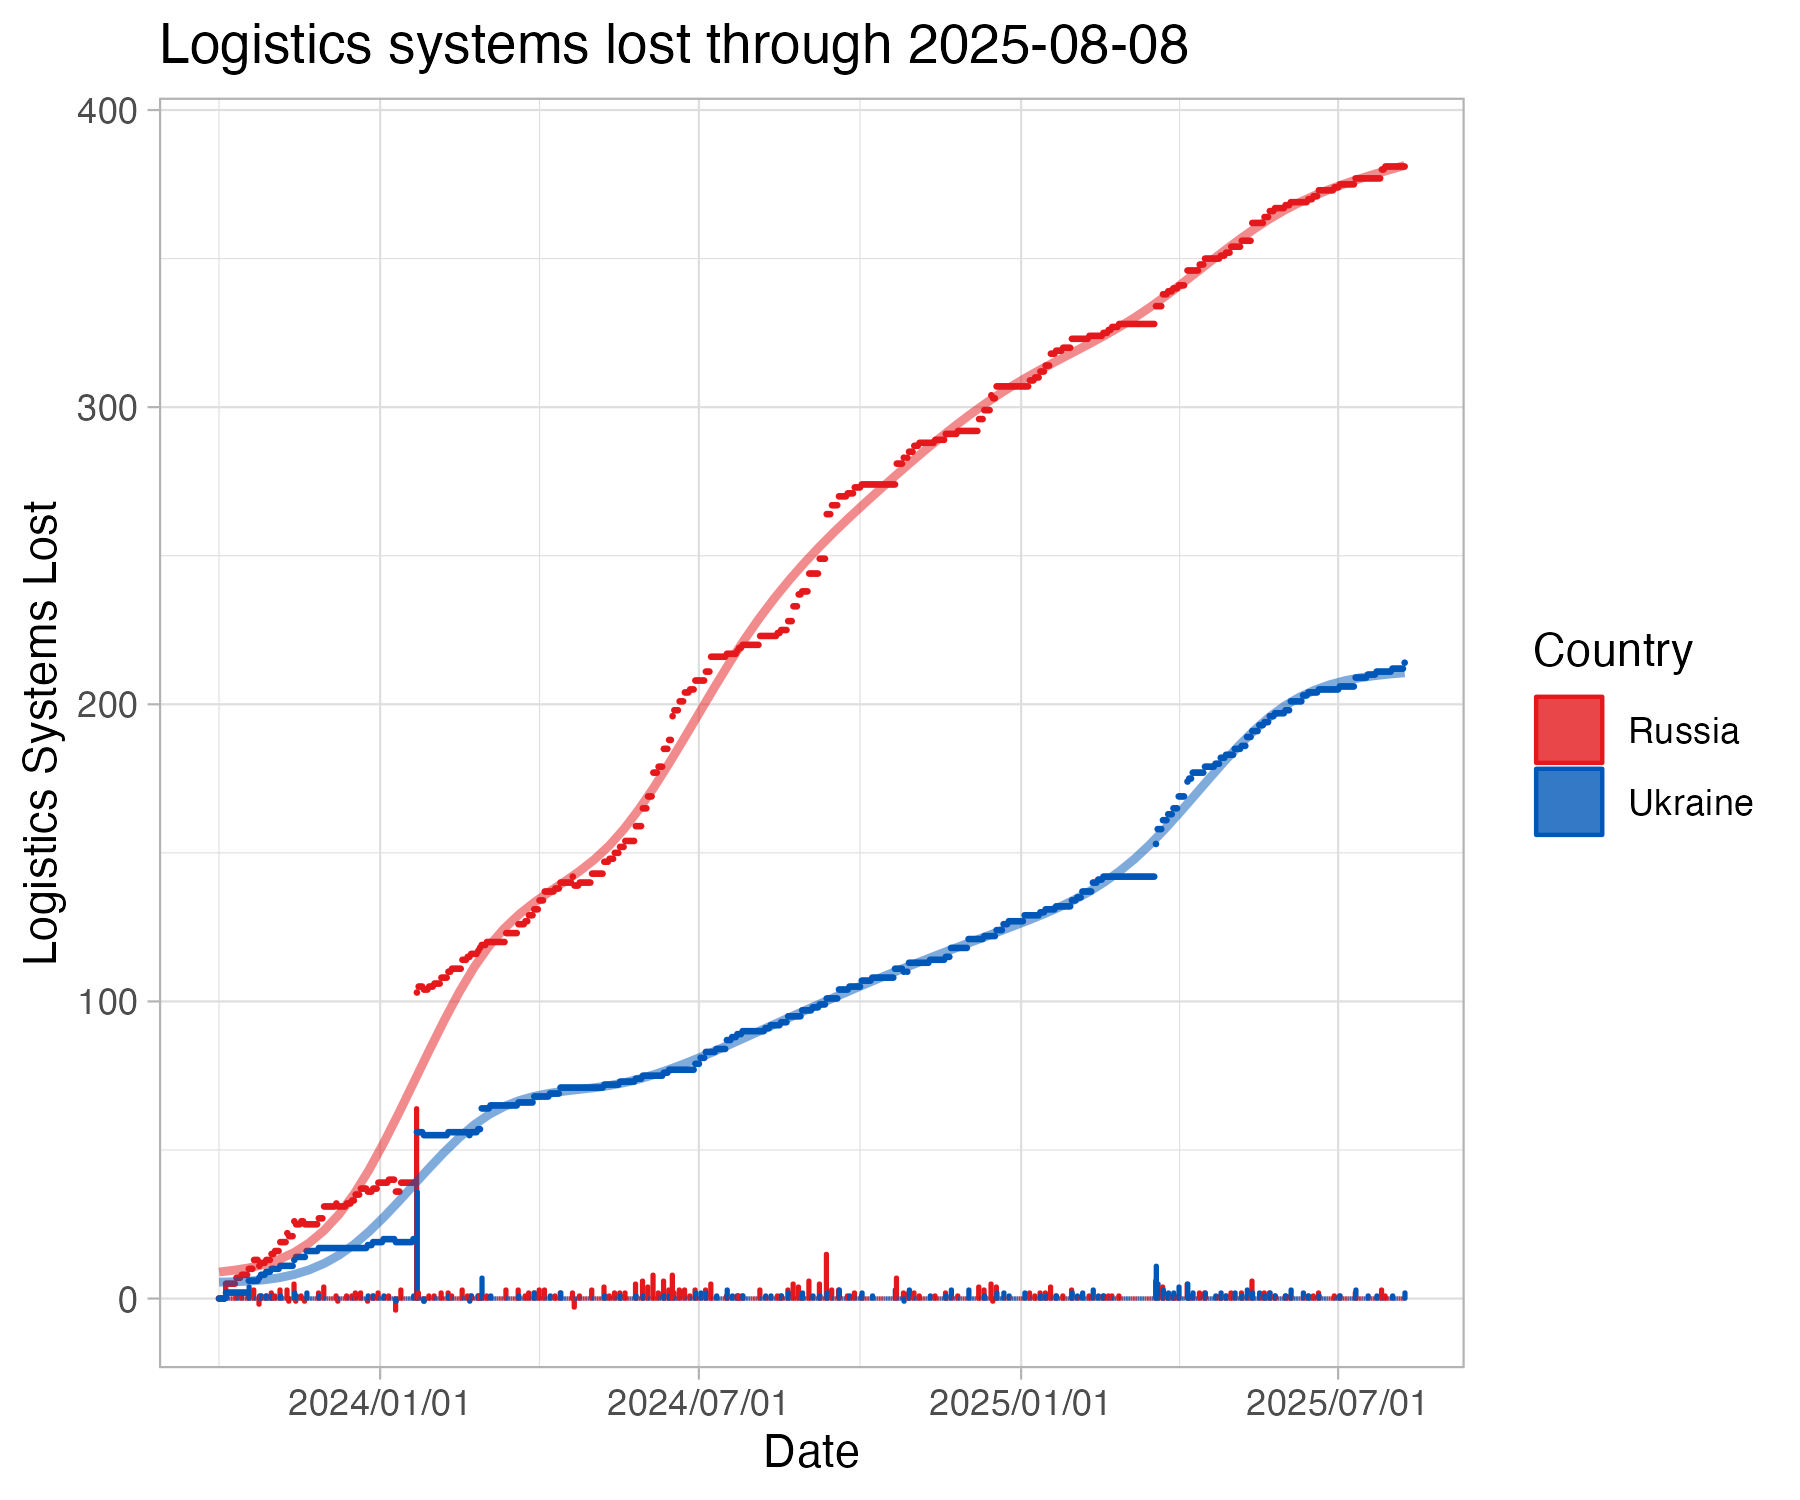 Logistics systems lost through 2025-08-08
400
300
200
100
0
Logistics Systems Lost
2024/01/01
2024/07/01
2025/01/01
2025/07/01
Date
Country
Russia
Ukraine